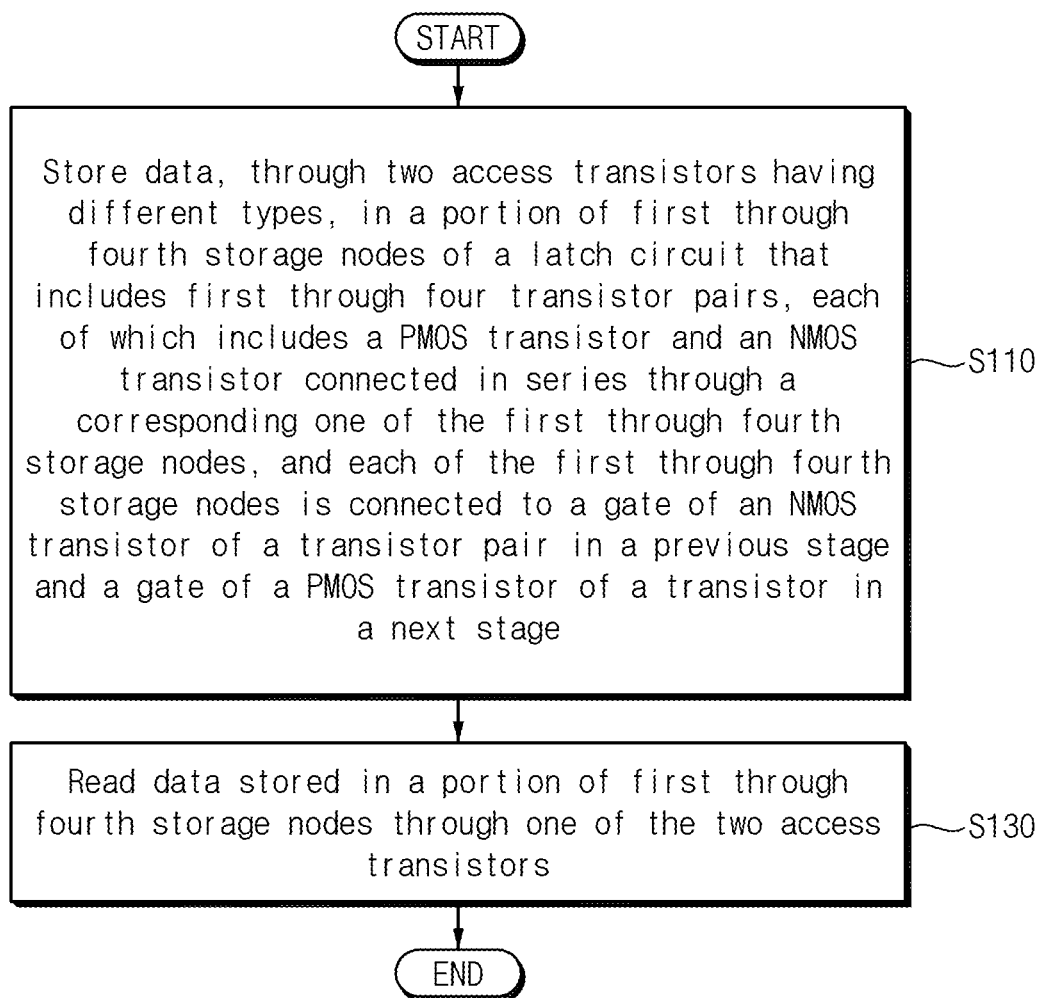 START
Store data, through two access transistors having
different types, in a portion of first through
fourth storage nodes of a latch circuit that
includes first through four transistor pairs, each
of which includes a PMOS transistor and an NMOS
transistor connected in series through a
corresponding one of the first through fourth
storage nodes, and each of the first through fourth
storage nodes is connected to a gate of an NMOS
transistor of a transistor pair in a previous stage
and a gate of a PMOS transistor of a transistor in
a next stage
S110
Read data stored in a portion of first through
fourth storage nodes through one of the two access
transistors
S130
END